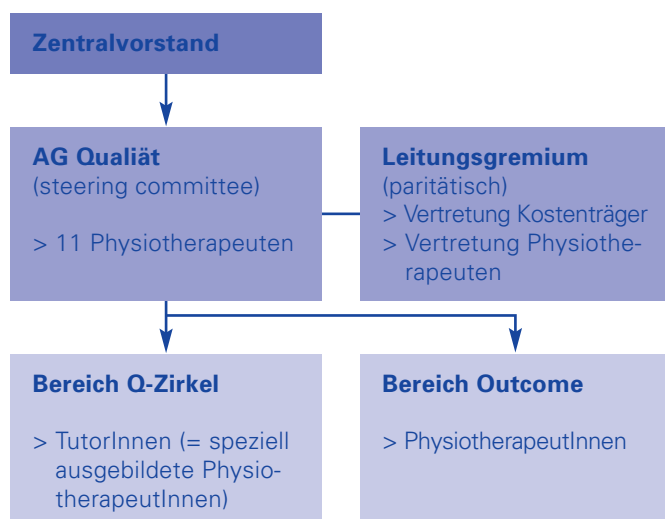 Zentralvorstand
AG Qualiät
(steering committee)
> 11 Physiotherapeuten
Leitungsgremium
(paritätisch)
> Vertretung Kostenträger
> Vertretung Physiothe-
rapeuten
Bereich Q-Zirkel
> TutorInnen (= speziell
ausgebildete Physio-
therapeutInnen)
Bereich Outcome
> PhysiotherapeutInnen